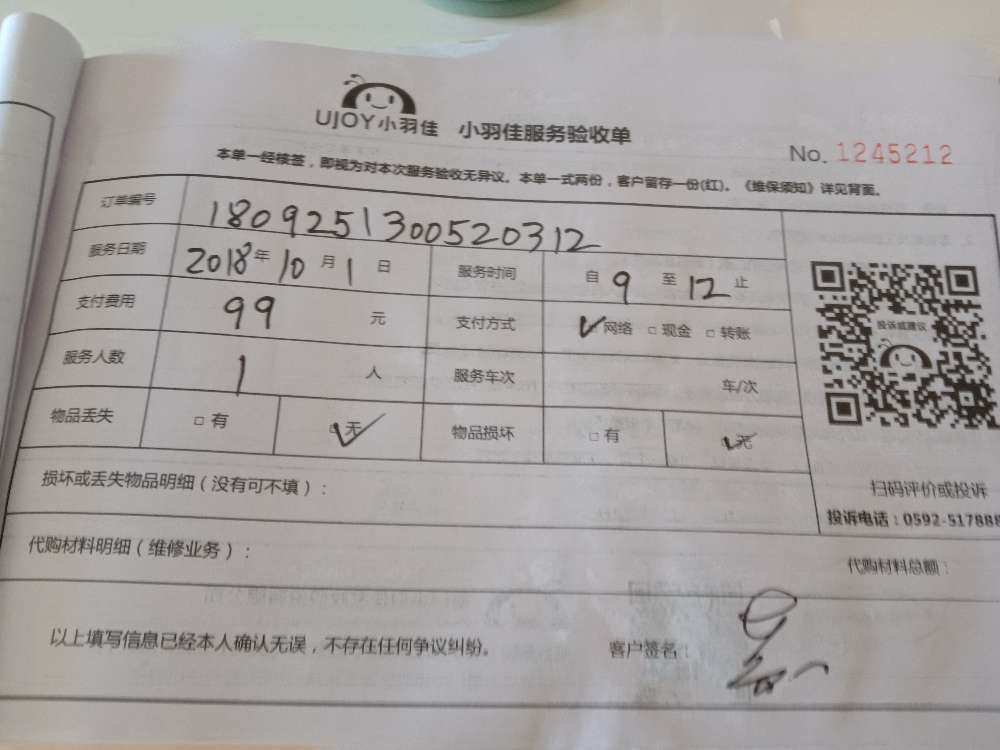 UJOY小羽佳 小羽佳服务验收单
No. 1245212
本单一经核签，即视为对本次服务验收无异议。本单一式两份，客户留存一份(红)。《维保须知》详见背面。
订单编号 180925130052031​2
服务日期 2018年10月1日 服务时间 自9至12止
支付费用 99 元 支付方式 ✓网络 □现金 □转账
投诉或建议
服务人数 1 人 服务车次 车/次
物品丢失 □有 ✓无 物品损坏 □有 ✓无
扫码评价或投诉
损坏或丢失物品明细（没有可不填）：
投诉电话：0592-517888
代购材料明细（维修业务）： 代购材料总额：
以上填写信息已经本人确认无误，不存在任何争议纠纷。 客户签名：